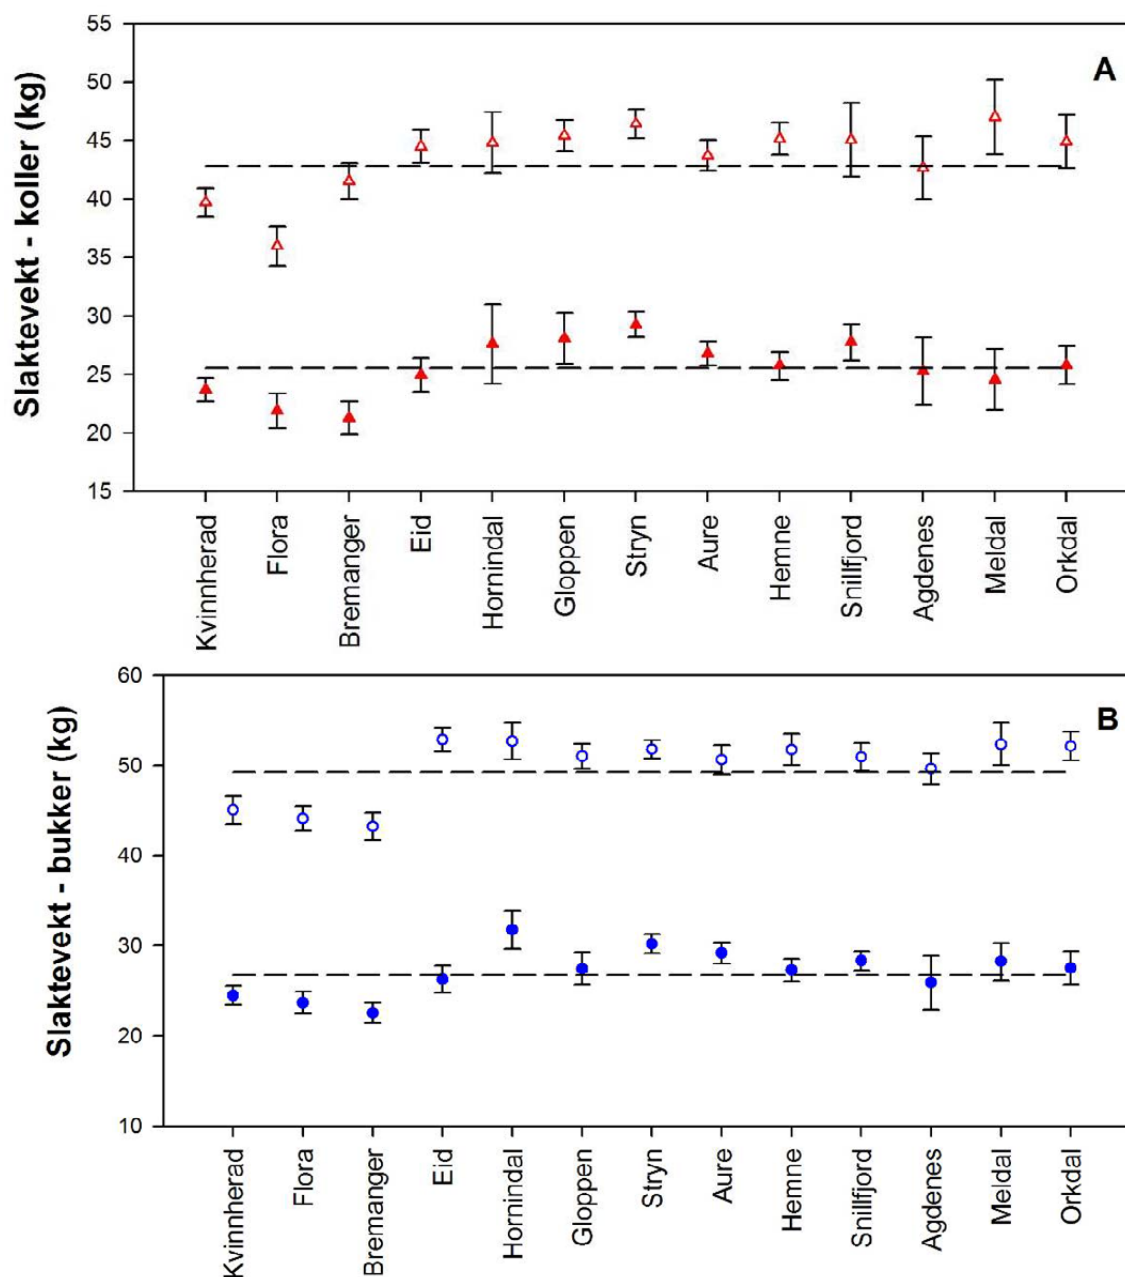 A
Slaktevekt - koller (kg)
55
50
45
40
35
30
25
20
15
Kvinnherad
Flora
Bremanger
Eid
Hornindal
Gloppen
Stryn
Aure
Hemne
Snillfjord
Agdenes
Meldal
Orkdal
B
Slaktevekt - bukker (kg)
60
50
40
30
20
10
Kvinnherad
Flora
Bremanger
Eid
Hornindal
Gloppen
Stryn
Aure
Hemne
Snillfjord
Agdenes
Meldal
Orkdal